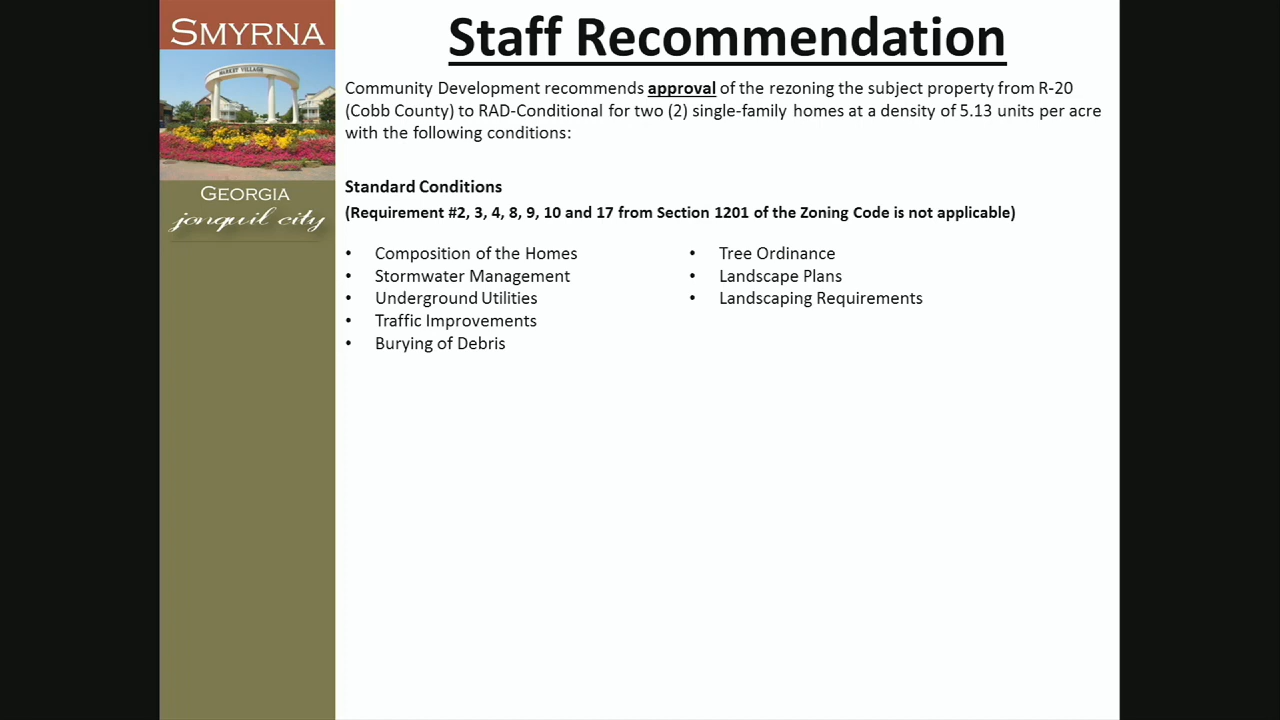 SMYRNA
MARKET VILLAGE
GEORGIA
jonquil city
Staff Recommendation
Community Development recommends approval of the rezoning the subject property from R-20
(Cobb County) to RAD-Conditional for two (2) single-family homes at a density of 5.13 units per acre
with the following conditions:
Standard Conditions
(Requirement #2, 3, 4, 8, 9, 10 and 17 from Section 1201 of the Zoning Code is not applicable)
• Composition of the Homes
• Stormwater Management
• Underground Utilities
• Traffic Improvements
• Burying of Debris
• Tree Ordinance
• Landscape Plans
• Landscaping Requirements